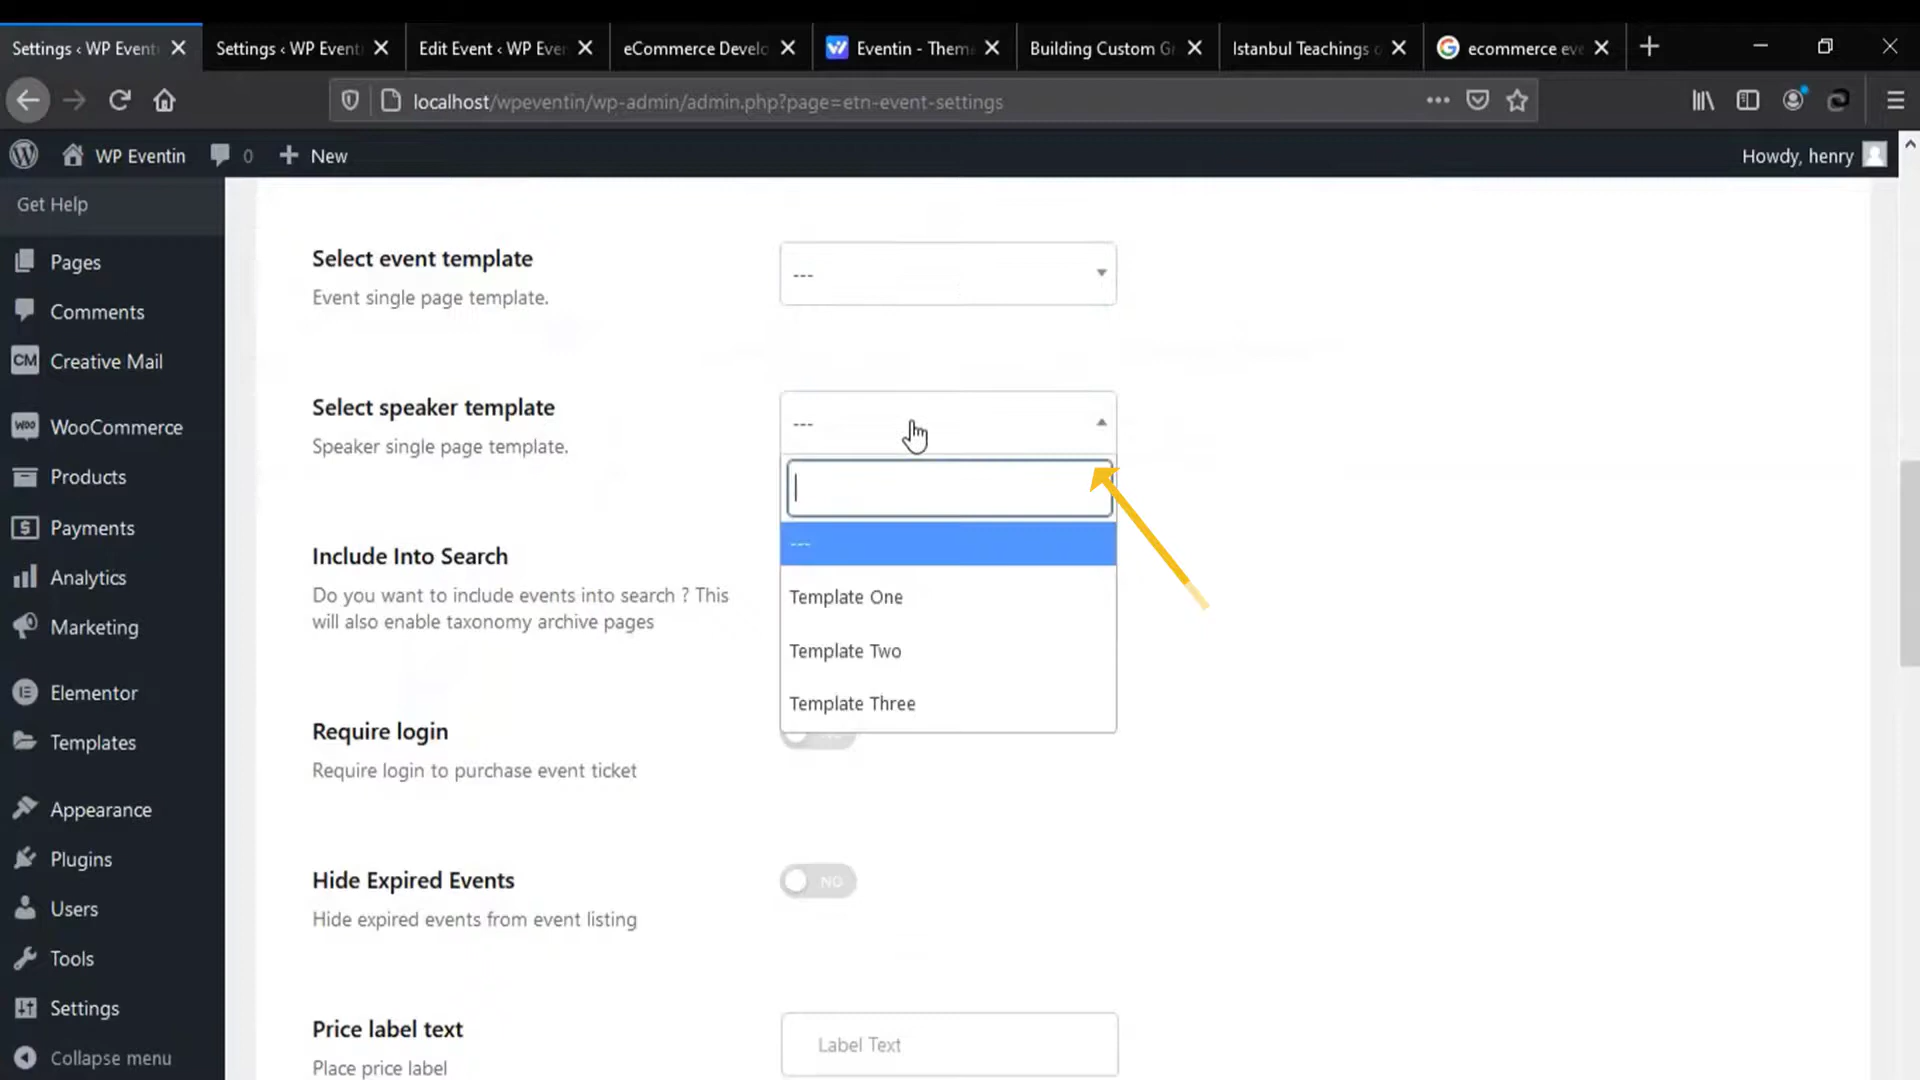 Settings ‹ WP Event
Settings ‹ WP Event
Edit Event ‹ WP Eve
eCommerce Develo
Eventin - Them
Building Custom G
Istanbul Teachings o
ecommerce eve
localhost/wpeventin/wp-admin/admin.php?page=etn-event-settings
WP Eventin
0
New
Howdy, henry
Get Help
Pages
Comments
CM
Creative Mail
WOO
WooCommerce
Products
Payments
Analytics
Marketing
Elementor
Templates
Appearance
Plugins
Users
Tools
Settings
Collapse menu
Select event template
Event single page template.
---
Select speaker template
Speaker single page template.
---
---
Template One
Template Two
Template Three
Include Into Search
Do you want to include events into search ? This
will also enable taxonomy archive pages
Require login
Require login to purchase event ticket
Hide Expired Events
Hide expired events from event listing
NO
Price label text
Place price label
Label Text